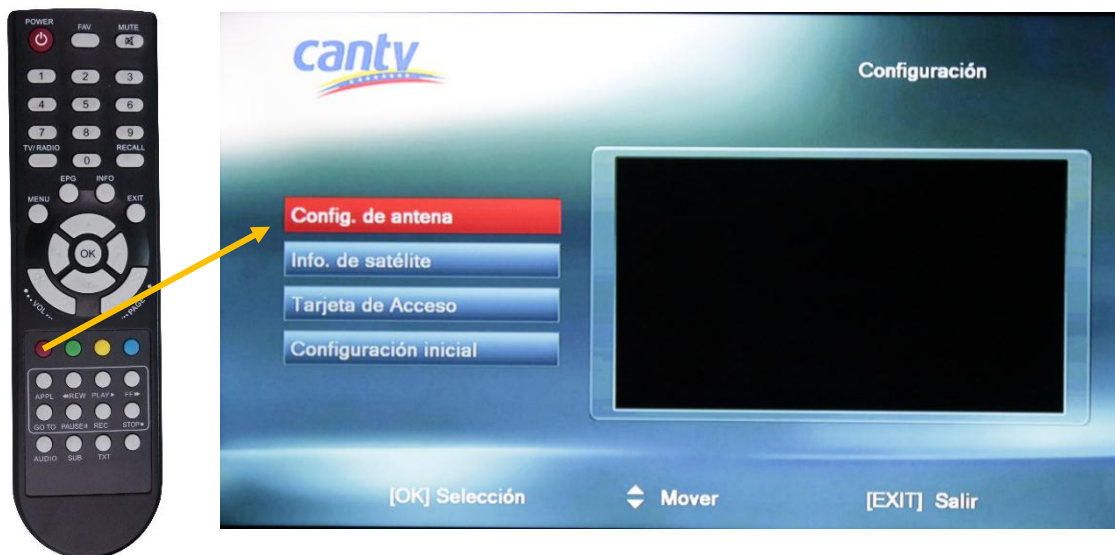 POWER
FAV
MUTE
1 2 3
4 5 6
7 8 9
TV/RADIO
0
RECALL
EPG
INFO
MENU
EXIT
OK
VOL
PAGE
APPL REW PLAY FF
GO TO PAUSE REC STOP
AUDIO SUB TXT
cantv
Configuración
Config. de antena
Info. de satélite
Tarjeta de Acceso
Configuración inicial
[OK] Selección
Mover
[EXIT] Salir